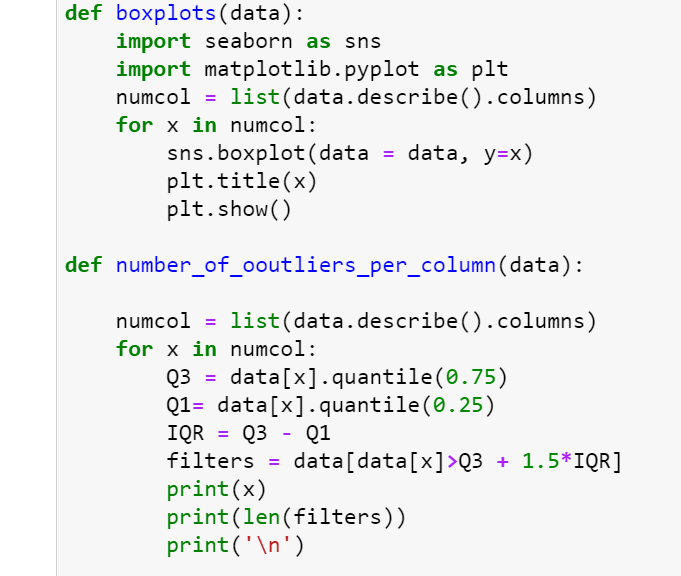 def boxplots(data):
    import seaborn as sns
    import matplotlib.pyplot as plt
    numcol = list(data.describe().columns)
    for x in numcol:
        sns.boxplot(data = data, y=x)
        plt.title(x)
        plt.show()

def number_of_ooutliers_per_column(data):

    numcol = list(data.describe().columns)
    for x in numcol:
        Q3 = data[x].quantile(0.75)
        Q1= data[x].quantile(0.25)
        IQR = Q3 - Q1
        filters = data[data[x]>Q3 + 1.5*IQR]
        print(x)
        print(len(filters))
        print('\n')